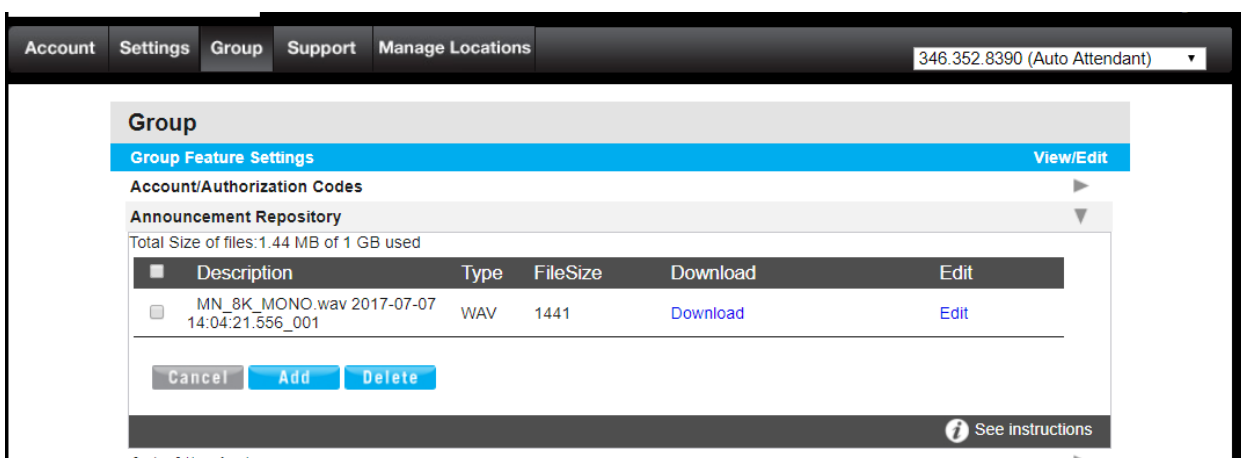 Account Settings Group Support Manage Locations
346.352.8390 (Auto Attendant)
Group
Group Feature Settings View/Edit
Account/Authorization Codes
Announcement Repository
Total Size of files:1.44 MB of 1 GB used
Description Type FileSize Download Edit
MN_8K_MONO.wav 2017-07-07
14:04:21.556_001 WAV 1441 Download Edit
Cancel Add Delete
See instructions